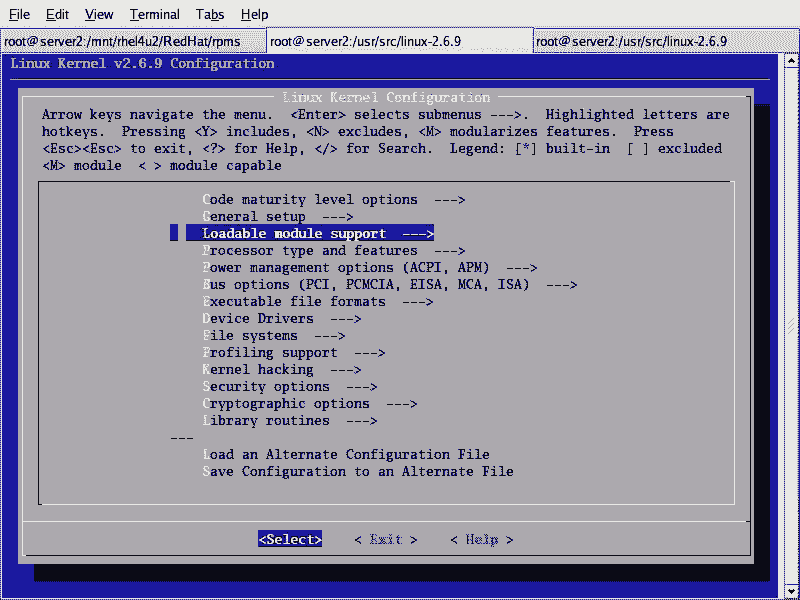 File Edit View Terminal Tabs Help
root@server2:/mnt/rhel4u2/RedHat/rpms root@server2:/usr/src/linux-2.6.9 root@server2:/usr/src/linux-2.6.9
Linux Kernel v2.6.9 Configuration
Linux Kernel Configuration
Arrow keys navigate the menu. <Enter> selects submenus --->. Highlighted letters are
hotkeys. Pressing <Y> includes, <N> excludes, <M> modularizes features. Press
<Esc><Esc> to exit, <?> for Help, </> for Search. Legend: [*] built-in [ ] excluded
<M> module < > module capable
Code maturity level options --->
General setup --->
Loadable module support --->
Processor type and features --->
Power management options (ACPI, APM) --->
Bus options (PCI, PCMCIA, EISA, MCA, ISA) --->
Executable file formats --->
Device Drivers --->
File systems --->
Profiling support --->
Kernel hacking --->
Security options --->
Cryptographic options --->
Library routines --->
---
Load an Alternate Configuration File
Save Configuration to an Alternate File
<Select> < Exit > < Help >